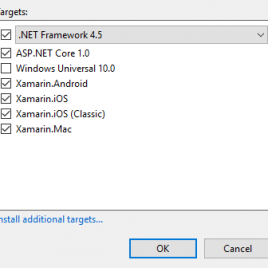 Targets:
.NET Framework 4.5
ASP.NET Core 1.0
Windows Universal 10.0
Xamarin.Android
Xamarin.iOS
Xamarin.iOS (Classic)
Xamarin.Mac
nstall additional targets...
OK
Cancel